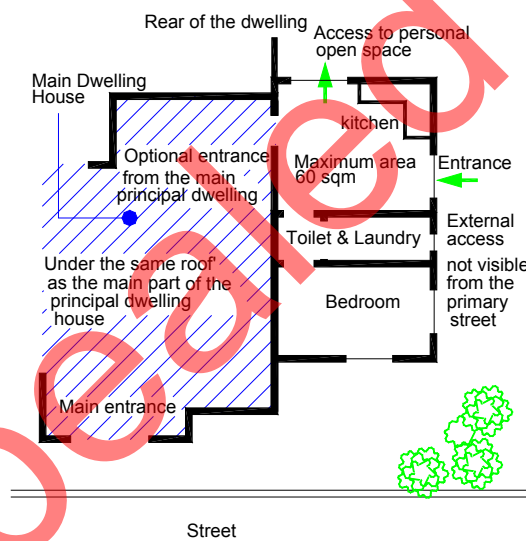 Rear of the dwelling
Access to personal
open space
Main Dwelling
House
kitchen
Optional entrance
from the main
principal dwelling
Maximum area
60 sqm
Entrance
Toilet & Laundry
External
access
not visible
from the
primary
street
Under the same roof'
as the main part of the
principal dwelling
house
Bedroom
Main entrance
Street